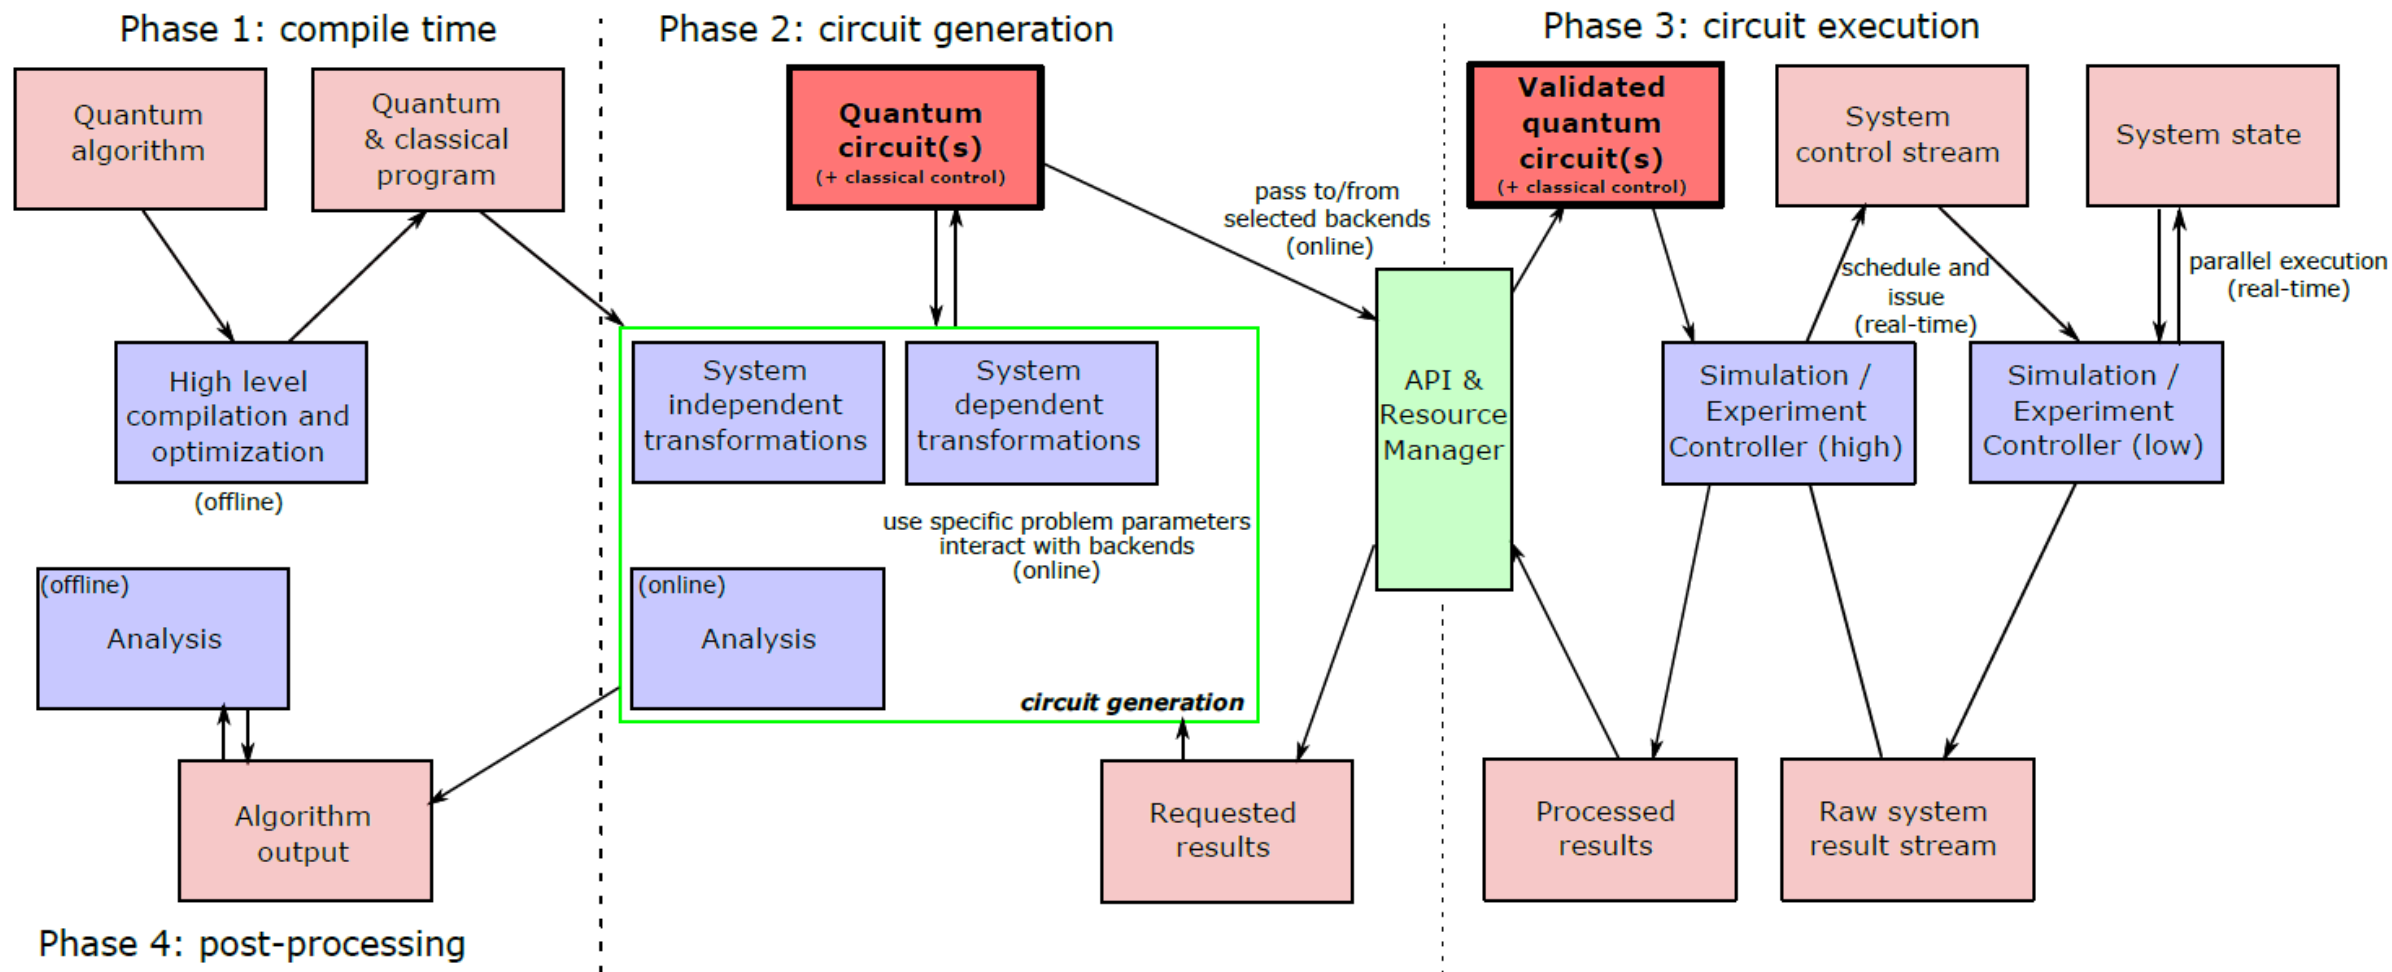 Phase 1: compile time
Quantum
algorithm
Quantum
& classical
program
High level
compilation and
optimization
(offline)
(offline)
Analysis
Algorithm
output
Phase 4: post-processing
Phase 2: circuit generation
Quantum
circuit(s)
(+ classical control)
pass to/from
selected backends
(online)
System
independent
transformations
System
dependent
transformations
use specific problem parameters
interact with backends
(online)
(online)
Analysis
circuit generation
Requested
results
API &
Resource
Manager
Phase 3: circuit execution
Validated
quantum
circuit(s)
(+ classical control)
System
control stream
System state
schedule and
issue
(real-time)
parallel execution
(real-time)
Simulation /
Experiment
Controller (high)
Simulation /
Experiment
Controller (low)
Processed
results
Raw system
result stream